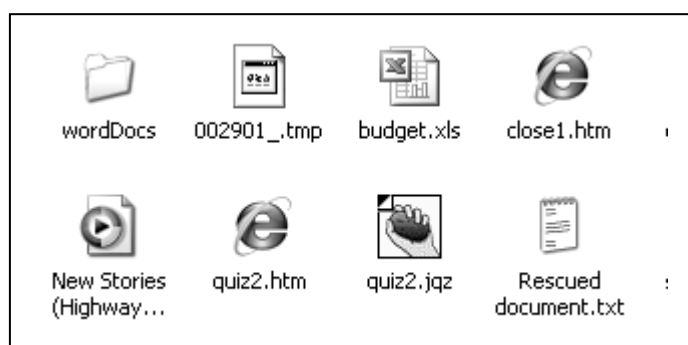 wordDocs 002901_.tmp budget.xls close1.htm
New Stories (Highway... quiz2.htm quiz2.jqz Rescued document.txt